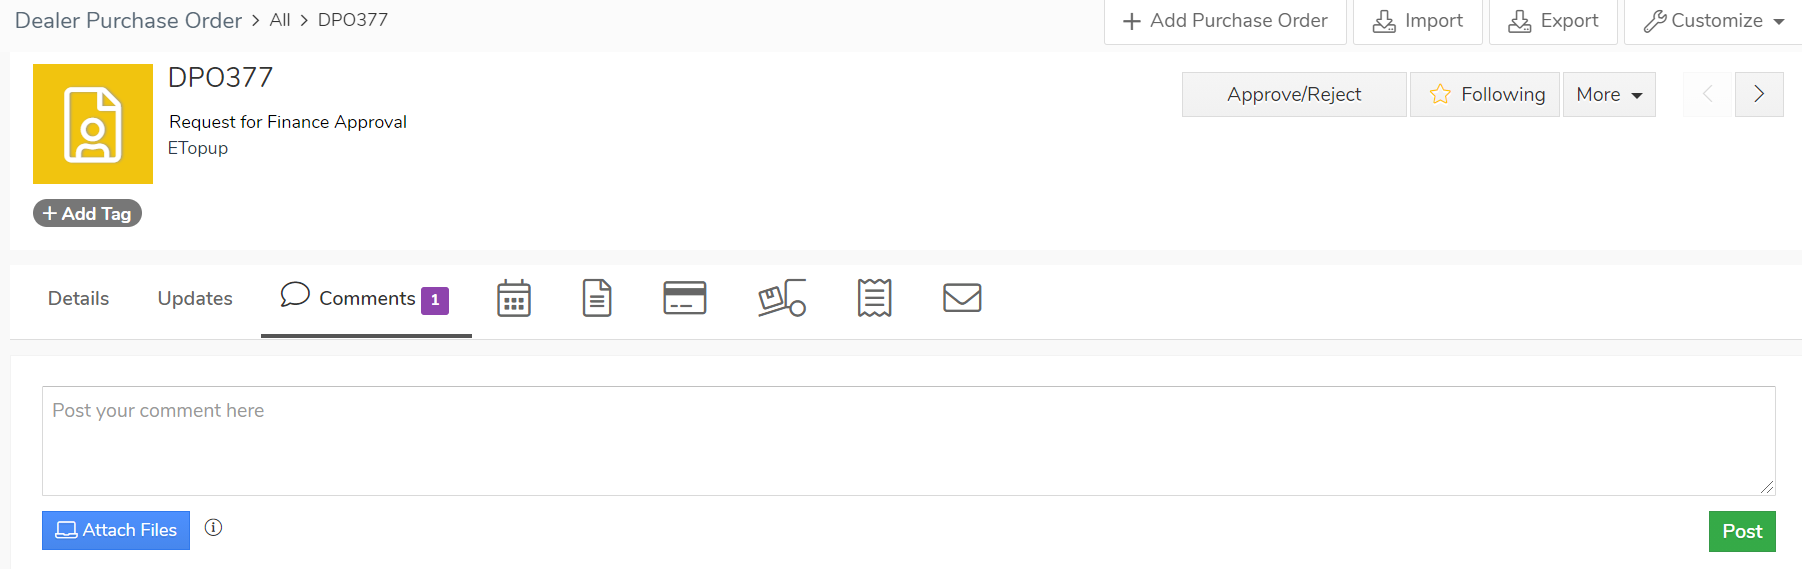 Dealer Purchase Order > All > DPO377
+ Add Purchase Order
Import
Export
Customize
DPO377
Request for Finance Approval
ETopup
Approve/Reject
Following
More
+ Add Tag
Details
Updates
Comments 1
Post your comment here
Attach Files
Post